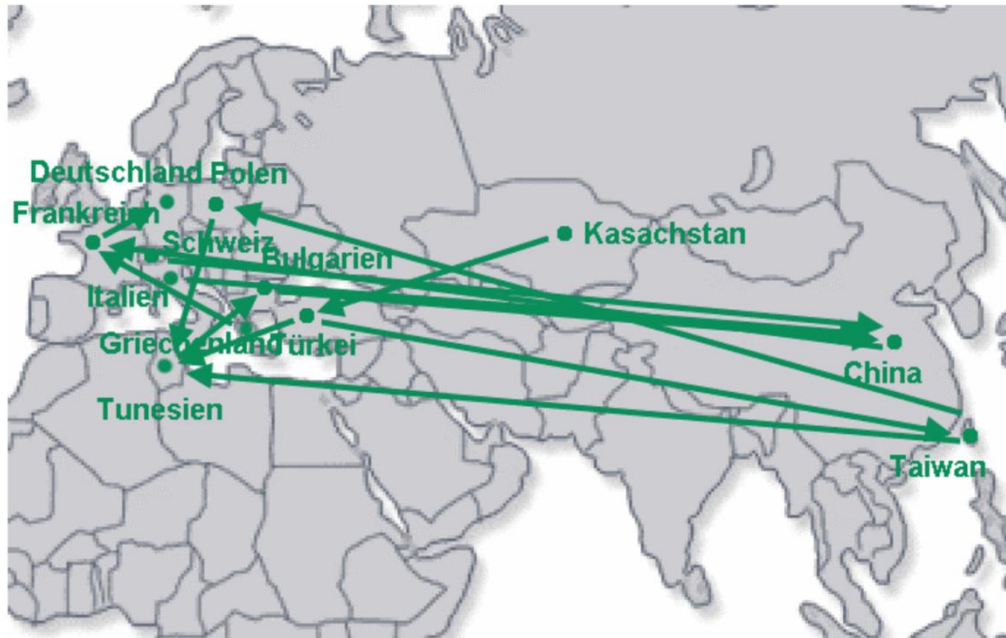 Deutschland Polen
Frankreich
Kasachstan
Schweiz
Bulgarien
Italien
Griechenland Türkei
China
Tunesien
Taiwan